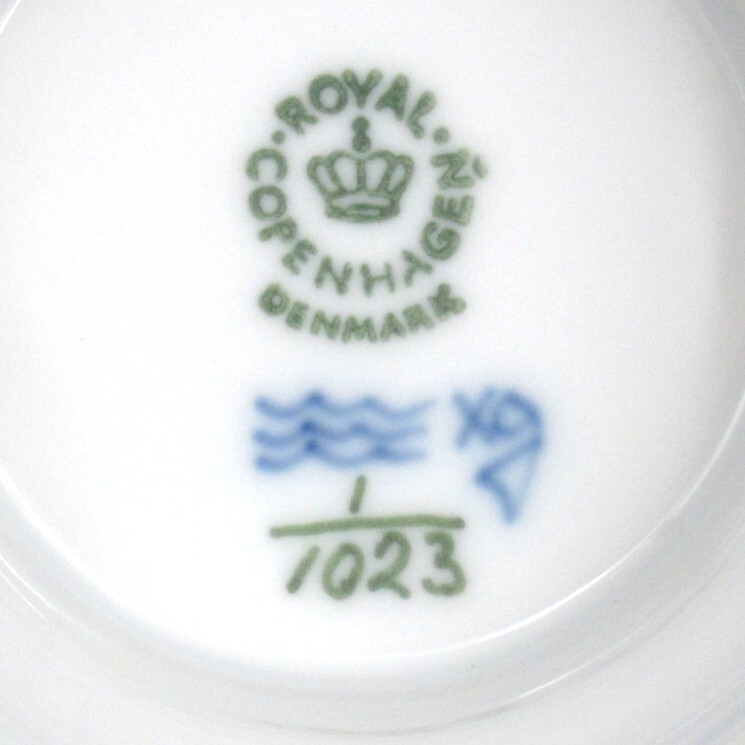 ·ROYAL·
COPENHAGEN
DENMARK
1
1023